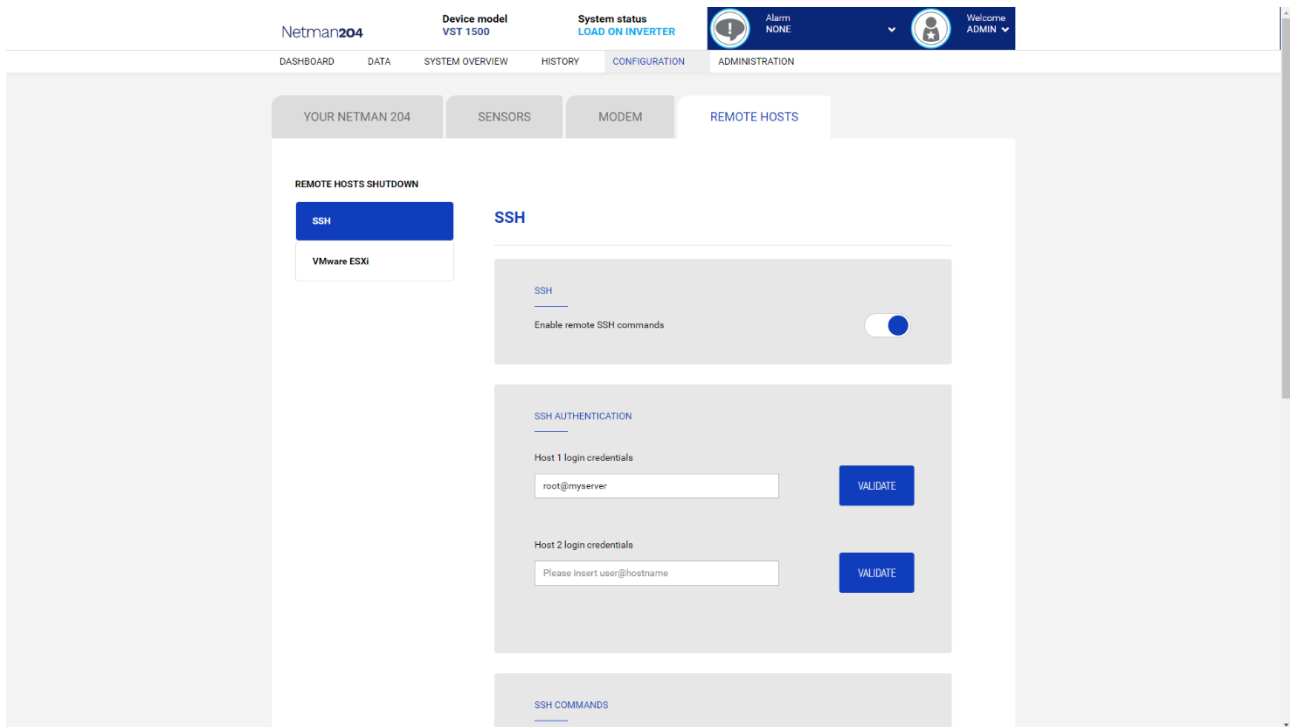 Netman204
Device model
VST 1500
System status
LOAD ON INVERTER
Alarm
NONE
Welcome
ADMIN
DASHBOARD DATA SYSTEM OVERVIEW HISTORY CONFIGURATION ADMINISTRATION
YOUR NETMAN 204 SENSORS MODEM REMOTE HOSTS
REMOTE HOSTS SHUTDOWN
SSH
VMware ESXi
SSH
SSH
Enable remote SSH commands
SSH AUTHENTICATION
Host 1 login credentials
root@myserver VALIDATE
Host 2 login credentials
Please insert user@hostname VALIDATE
SSH COMMANDS